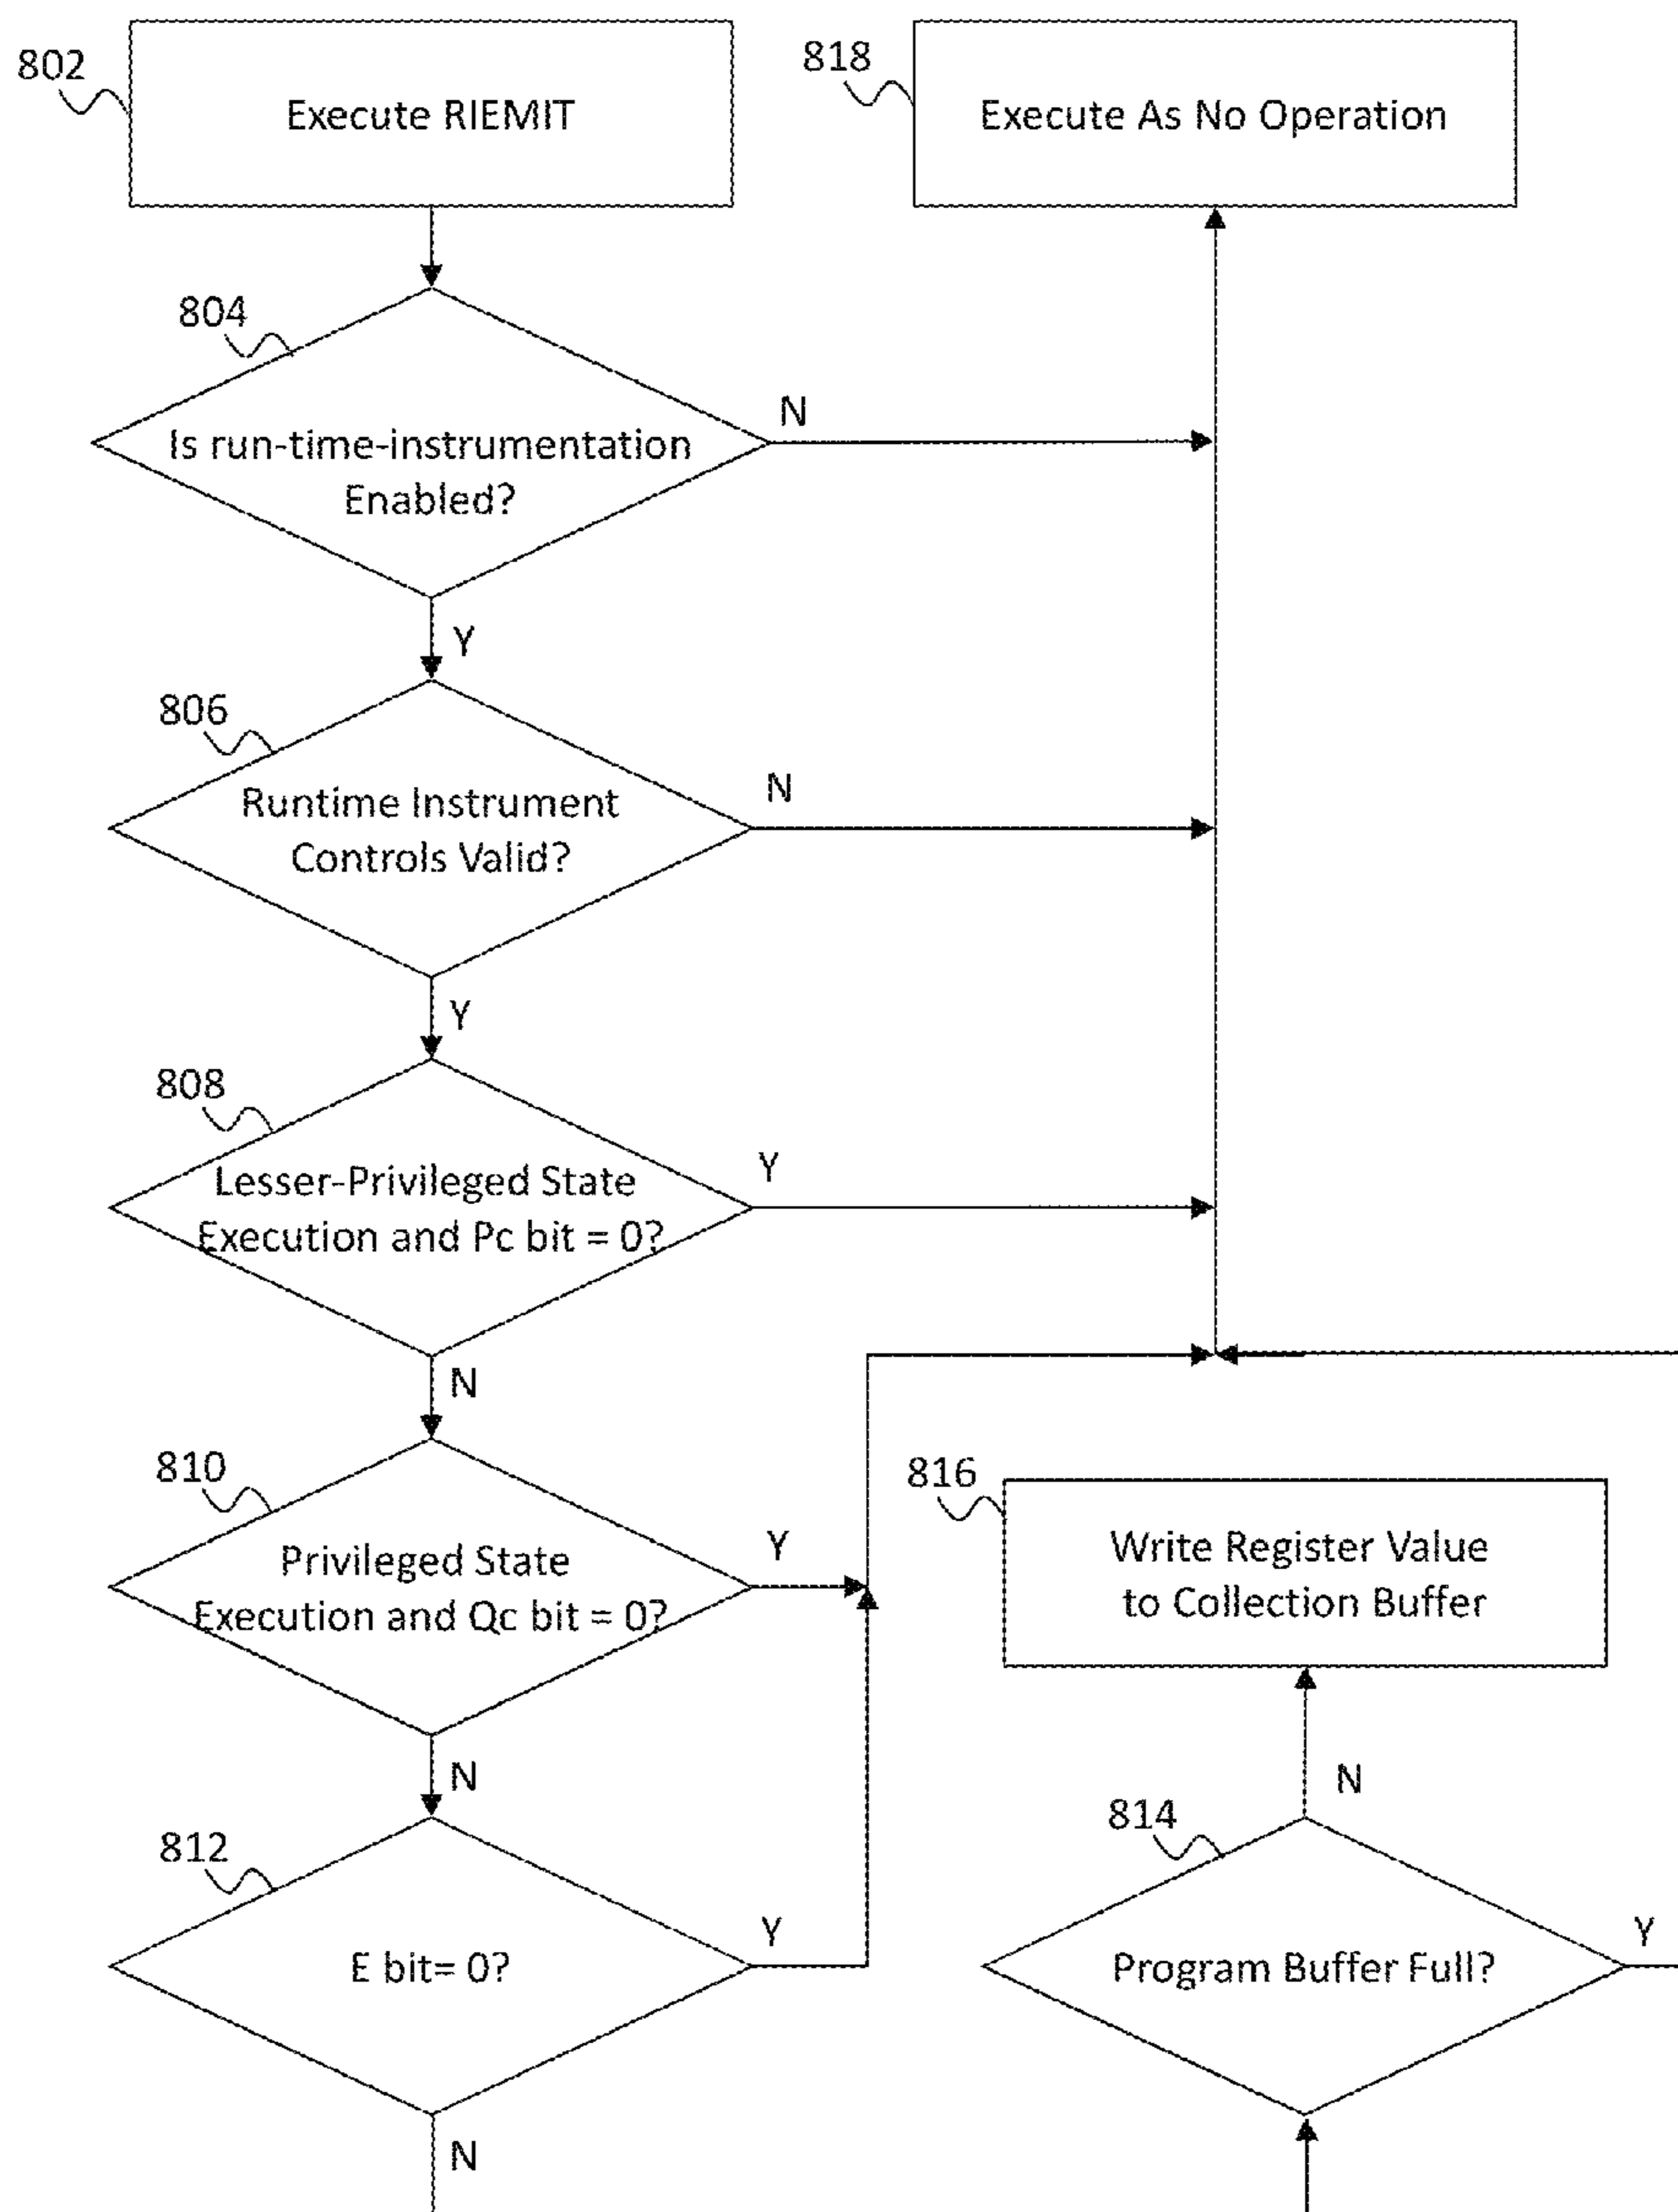 802
Execute RIEMIT
818
Execute As No Operation
804
Is run-time-instrumentation
Enabled?
N
Y
806
Runtime Instrument
Controls Valid?
N
Y
808
Lesser-Privileged State
Execution and Pc bit = 0?
Y
N
810
Privileged State
Execution and Qc bit = 0?
Y
N
816
Write Register Value
to Collection Buffer
N
812
E bit= 0?
Y
N
814
Program Buffer Full?
Y